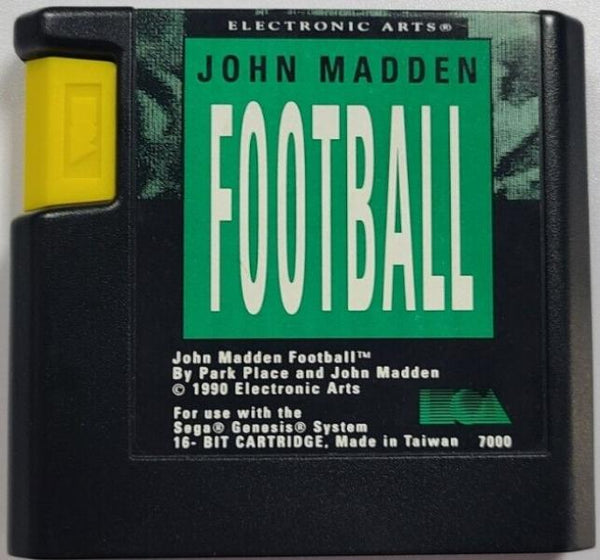 ELECTRONIC ARTS®
JOHN MADDEN
FOOTBALL
John Madden Football™
By Park Place and John Madden
© 1990 Electronic Arts
For use with the
Sega® Genesis® System
16- BIT CARTRIDGE, Made in Taiwan 7000